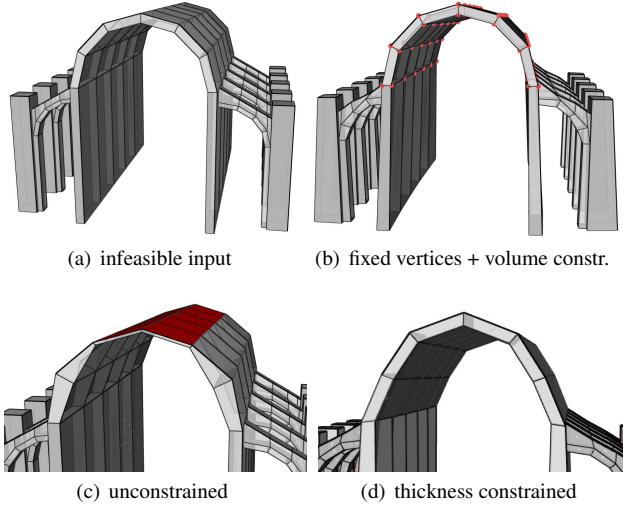 (a) infeasible input
(b) fixed vertices + volume constr.
(c) unconstrained
(d) thickness constrained